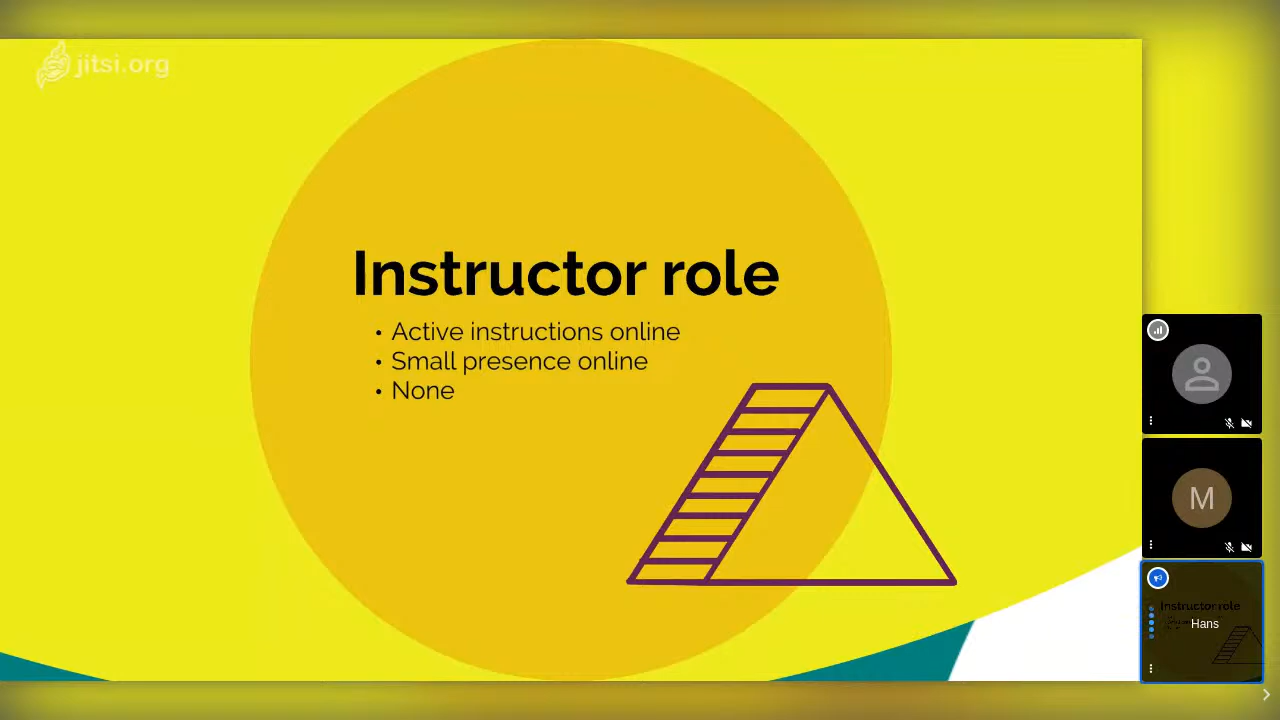 jitsi.org
Instructor role
• Active instructions online
• Small presence online
• None
M
Instructor role
Hans